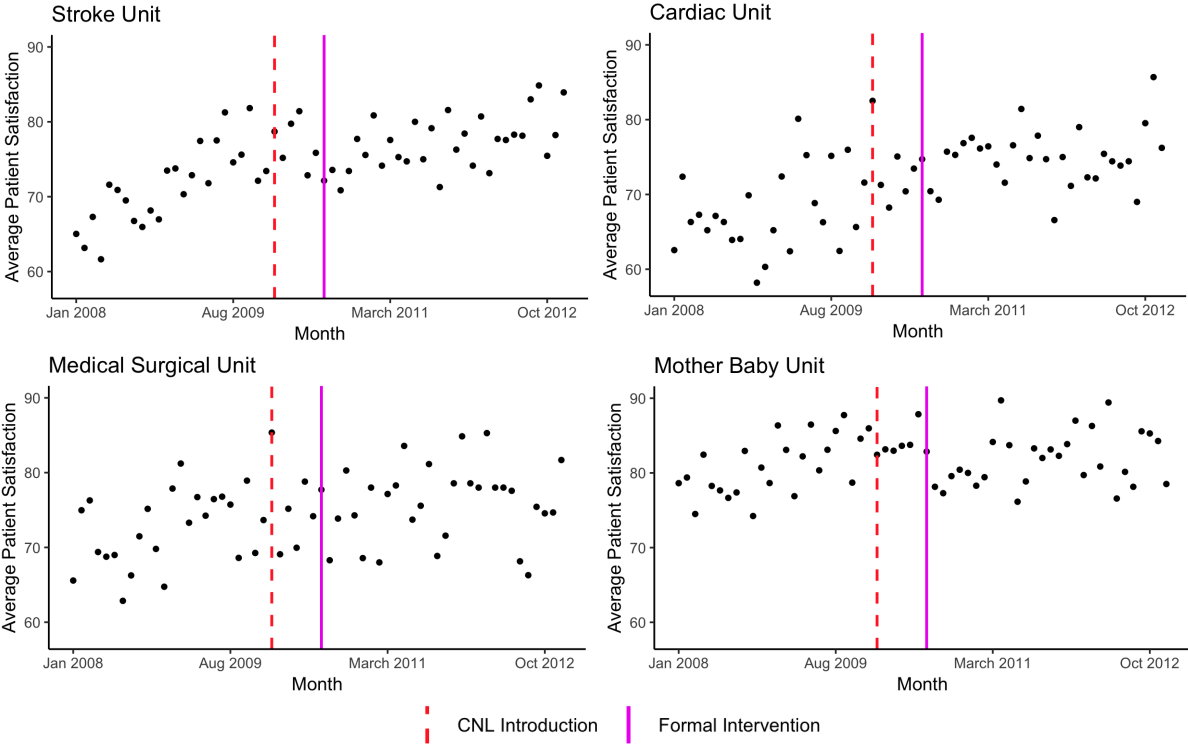 Stroke Unit
Average Patient Satisfaction
90
80
70
60
Jan 2008 Aug 2009 March 2011 Oct 2012
Month
Cardiac Unit
Average Patient Satisfaction
90
80
70
60
Jan 2008 Aug 2009 March 2011 Oct 2012
Month
Medical Surgical Unit
Average Patient Satisfaction
90
80
70
60
Jan 2008 Aug 2009 March 2011 Oct 2012
Month
Mother Baby Unit
Average Patient Satisfaction
90
80
70
60
Jan 2008 Aug 2009 March 2011 Oct 2012
Month
CNL Introduction Formal Intervention